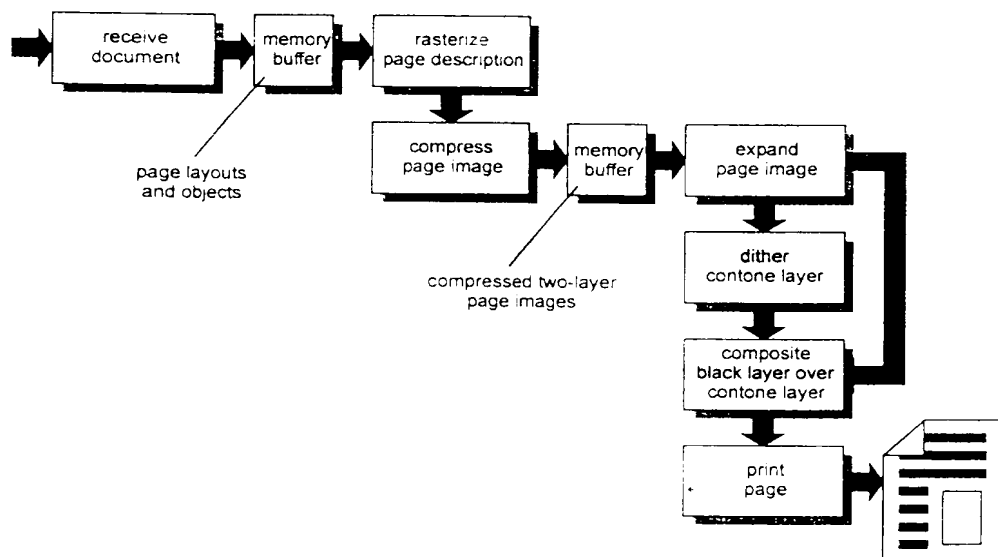 receive
document
memory
buffer
rasterize
page description
page layouts
and objects
compress
page image
memory
buffer
expand
page image
compressed two-layer
page images
dither
contone layer
composite
black layer over
contone layer
print
page